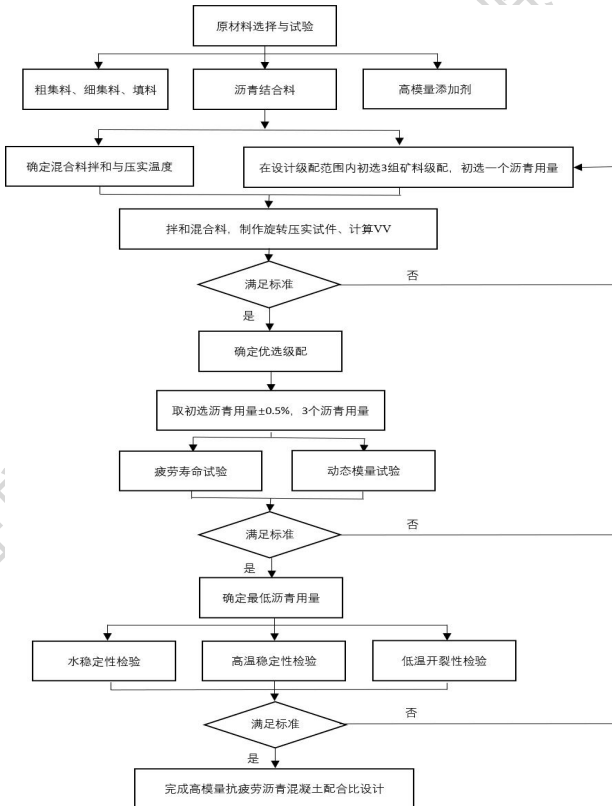 原材料选择与试验
粗集料、细集料、填料
沥青结合料
高模量添加剂
确定混合料拌和与压实温度
在设计级配范围内初选3组矿料级配，初选一个沥青用量
拌和混合料，制作旋转压实试件、计算VV
满足标准
否
是
确定优选级配
取初选沥青用量±0.5%，3个沥青用量
疲劳寿命试验
动态模量试验
满足标准
否
是
确定最低沥青用量
水稳定性检验
高温稳定性检验
低温开裂性检验
满足标准
否
是
完成高模量抗疲劳沥青混凝土配合比设计